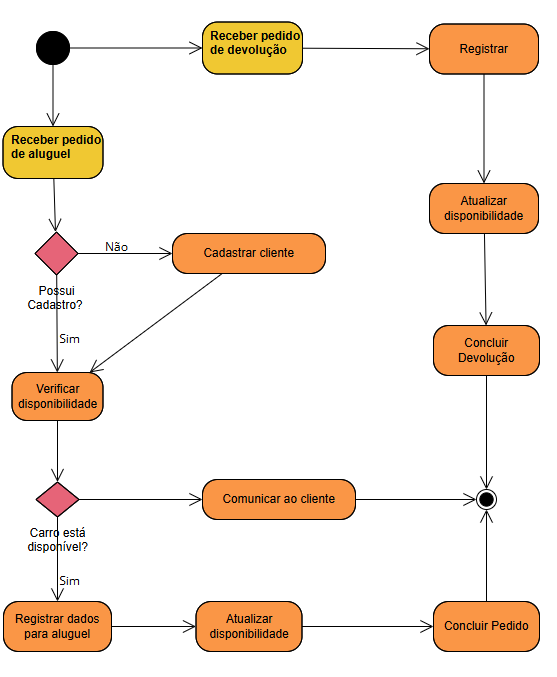 Receber pedido
de devolução
Registrar
Receber pedido
de aluguel
Atualizar
disponibilidade
Não
Cadastrar cliente
Possui
Cadastro?
Sim
Concluir
Devolução
Verificar
disponibilidade
Comunicar ao cliente
Carro está
disponível?
Sim
Registrar dados
para aluguel
Atualizar
disponibilidade
Concluir Pedido